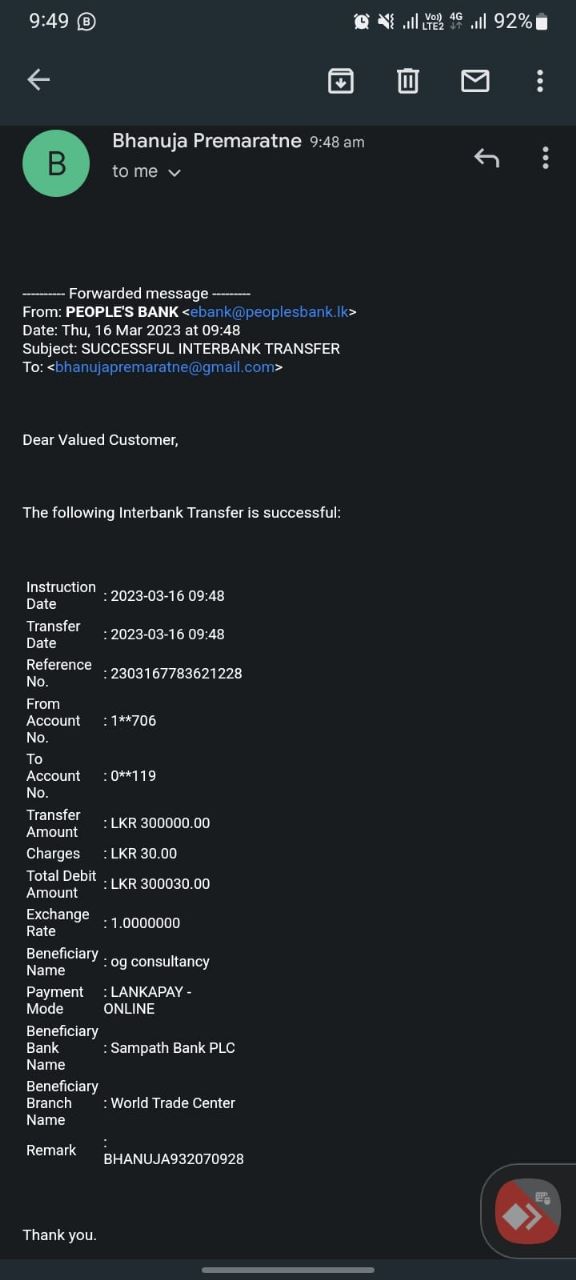 9:49
Vo) 4G
LTE2
92%
B
Bhanuja Premaratne 9:48 am
to me
---------- Forwarded message ---------
From: PEOPLE'S BANK <ebank@peoplesbank.lk>
Date: Thu, 16 Mar 2023 at 09:48
Subject: SUCCESSFUL INTERBANK TRANSFER
To: <bhanujapremaratne@gmail.com>
Dear Valued Customer,
The following Interbank Transfer is successful:
Instruction
Date : 2023-03-16 09:48
Transfer
Date : 2023-03-16 09:48
Reference
No. : 2303167783621228
From
Account : 1**706
No.
To
Account : 0**119
No.
Transfer
Amount : LKR 300000.00
Charges : LKR 30.00
Total Debit
Amount : LKR 300030.00
Exchange
Rate : 1.0000000
Beneficiary
Name : og consultancy
Payment : LANKAPAY -
Mode ONLINE
Beneficiary
Bank : Sampath Bank PLC
Name
Beneficiary
Branch : World Trade Center
Name
Remark :
BHANUJA932070928
Thank you.